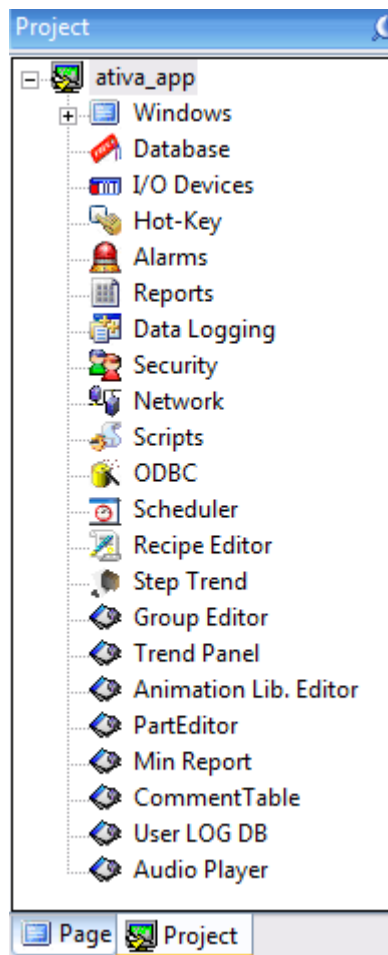 Project
ativa_app
Windows
Database
I/O Devices
Hot-Key
Alarms
Reports
Data Logging
Security
Network
Scripts
ODBC
Scheduler
Recipe Editor
Step Trend
Group Editor
Trend Panel
Animation Lib. Editor
PartEditor
Min Report
CommentTable
User LOG DB
Audio Player
Page Project